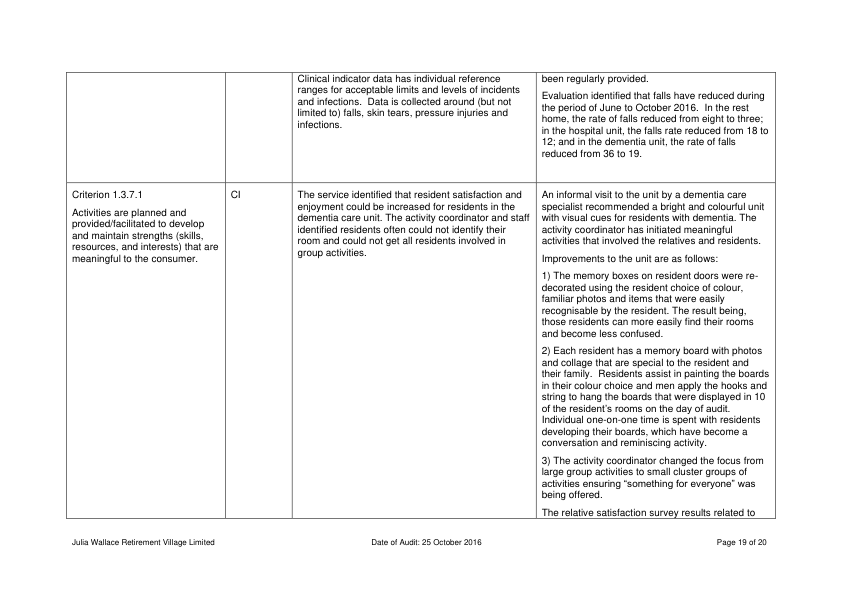 Clinical indicator data has individual reference
ranges for acceptable limits and levels of incidents
and infections.  Data is collected around (but not
limited to) falls, skin tears, pressure injuries and
infections.
been regularly provided.
Evaluation identified that falls have reduced during
the period of June to October 2016.  In the rest
home, the rate of falls reduced from eight to three;
in the hospital unit, the falls rate reduced from 18 to
12; and in the dementia unit, the rate of falls
reduced from 36 to 19.
Criterion 1.3.7.1
Activities are planned and
provided/facilitated to develop
and maintain strengths (skills,
resources, and interests) that are
meaningful to the consumer.
CI
The service identified that resident satisfaction and
enjoyment could be increased for residents in the
dementia care unit. The activity coordinator and staff
identified residents often could not identify their
room and could not get all residents involved in
group activities.
An informal visit to the unit by a dementia care
specialist recommended a bright and colourful unit
with visual cues for residents with dementia. The
activity coordinator has initiated meaningful
activities that involved the relatives and residents.
Improvements to the unit are as follows:
1) The memory boxes on resident doors were re-
decorated using the resident choice of colour,
familiar photos and items that were easily
recognisable by the resident. The result being,
those residents can more easily find their rooms
and become less confused.
2) Each resident has a memory board with photos
and collage that are special to the resident and
their family.  Residents assist in painting the boards
in their colour choice and men apply the hooks and
string to hang the boards that were displayed in 10
of the resident's rooms on the day of audit.
Individual one-on-one time is spent with residents
developing their boards, which have become a
conversation and reminiscing activity.
3) The activity coordinator changed the focus from
large group activities to small cluster groups of
activities ensuring “something for everyone” was
being offered.
The relative satisfaction survey results related to
Julia Wallace Retirement Village Limited
Date of Audit: 25 October 2016
Page 19 of 20